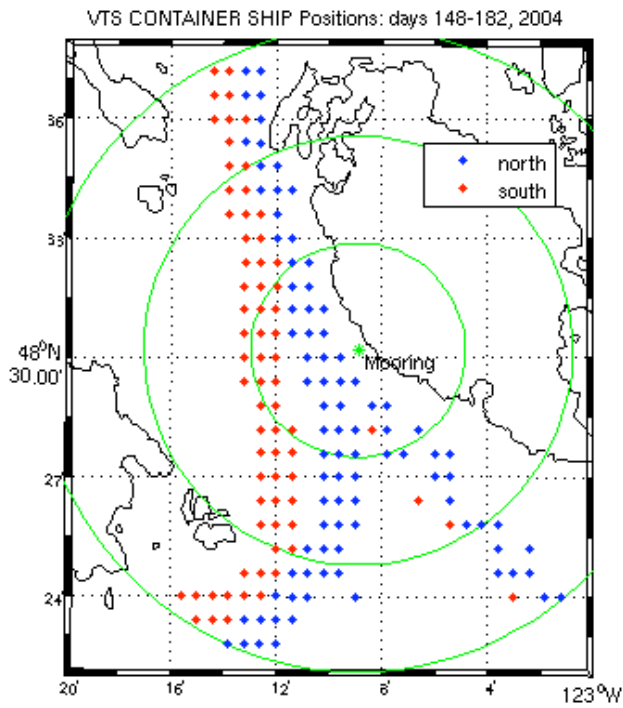 VTS CONTAINER SHIP Positions: days 148-182, 2004
36
north
south
33
48°N
30.00'
Mooring
27
24
20'
16'
12'
8'
4'
123°W